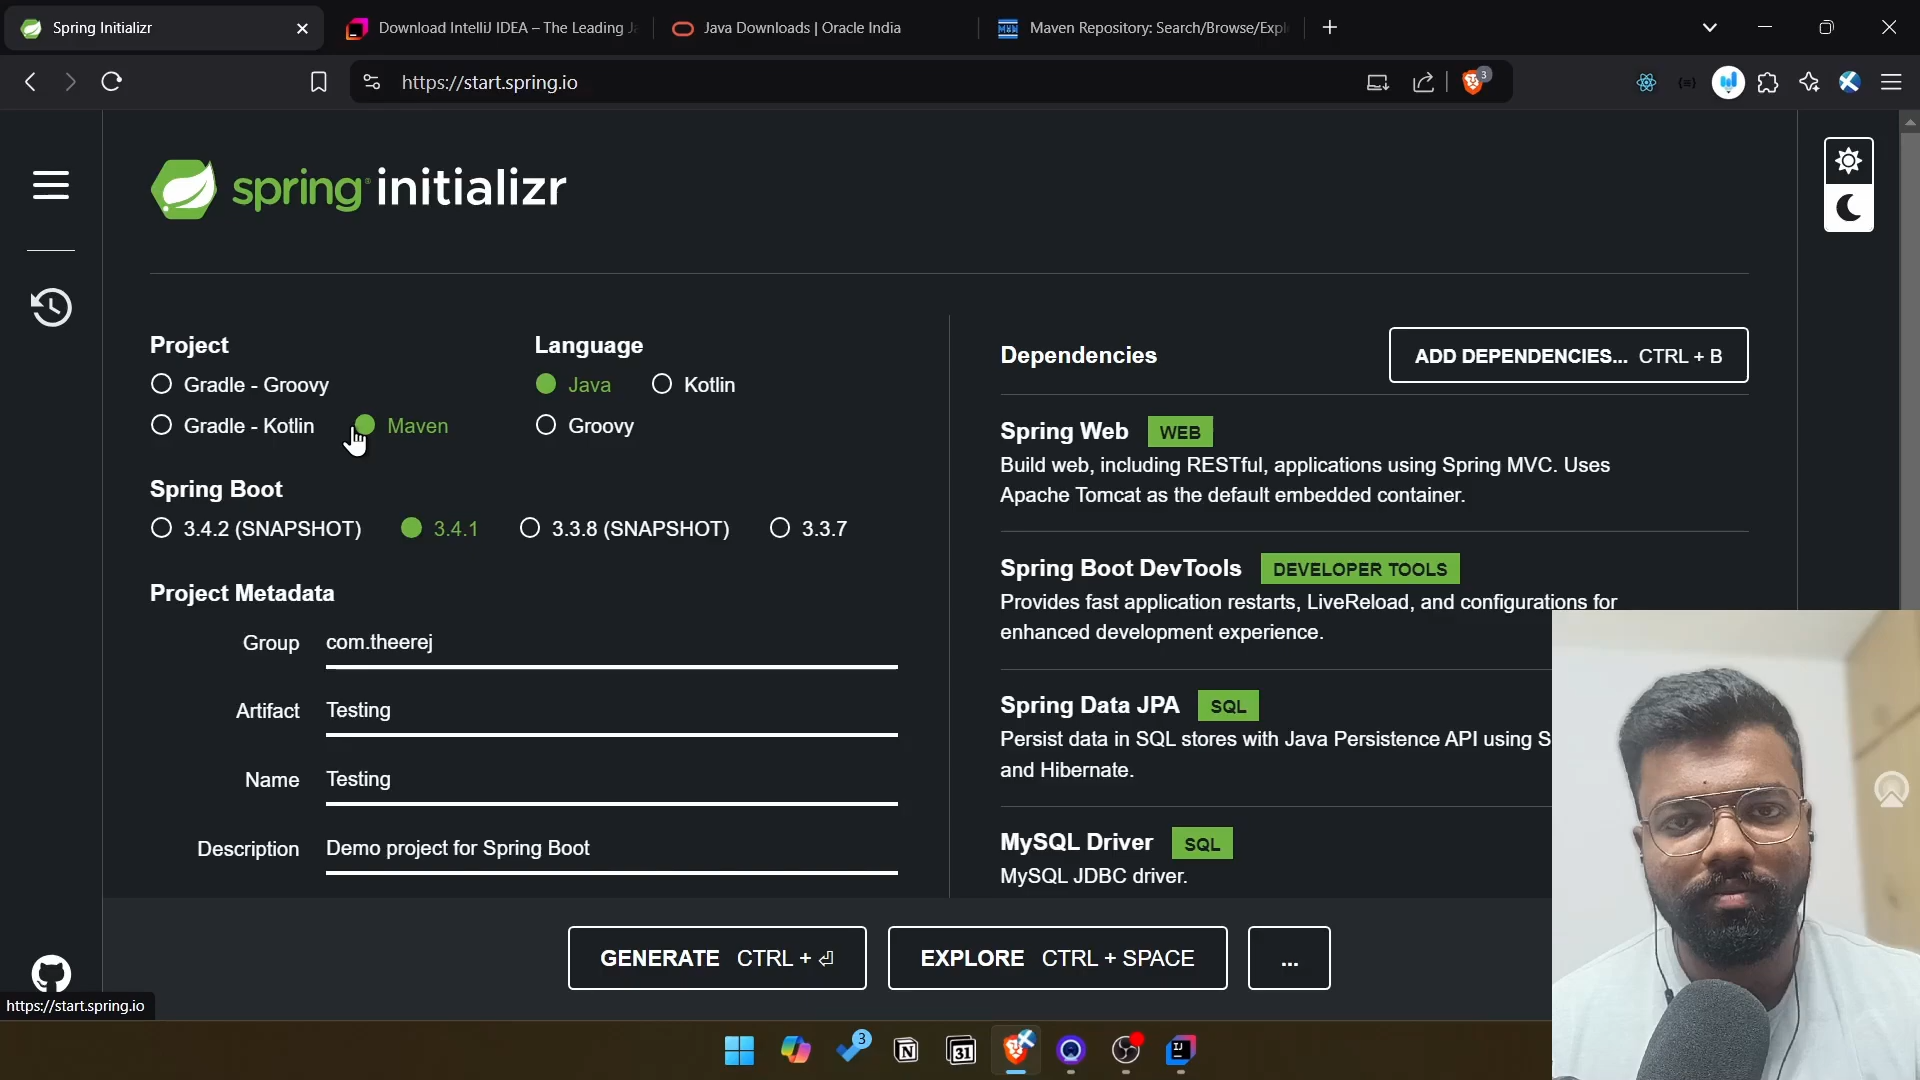 Spring Initializr
Download IntelliJ IDEA – The Leading Ja
Java Downloads | Oracle India
Maven Repository: Search/Browse/Expl
https://start.spring.io
3
spring initializr
Project
Language
Gradle - Groovy
Java
Kotlin
Gradle - Kotlin
Maven
Groovy
Spring Boot
3.4.2 (SNAPSHOT)
3.4.1
3.3.8 (SNAPSHOT)
3.3.7
Project Metadata
Group
com.theerej
Artifact
Testing
Name
Testing
Description
Demo project for Spring Boot
Dependencies
ADD DEPENDENCIES... CTRL + B
Spring Web WEB
Build web, including RESTful, applications using Spring MVC. Uses
Apache Tomcat as the default embedded container.
Spring Boot DevTools DEVELOPER TOOLS
Provides fast application restarts, LiveReload, and configurations for
enhanced development experience.
Spring Data JPA SQL
Persist data in SQL stores with Java Persistence API using S
and Hibernate.
MySQL Driver SQL
MySQL JDBC driver.
GENERATE CTRL + ⏎
EXPLORE CTRL + SPACE
...
https://start.spring.io
3
31
IJ